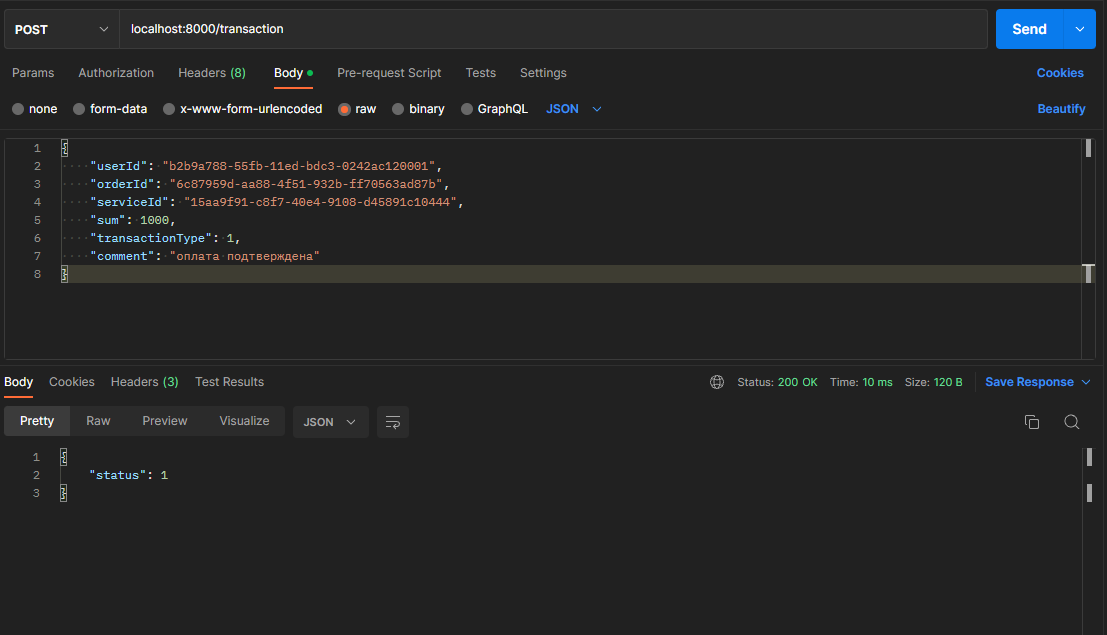 POST localhost:8000/transaction Send
Params Authorization Headers (8) Body Pre-request Script Tests Settings Cookies
none form-data x-www-form-urlencoded raw binary GraphQL JSON Beautify
1 {
2 "userId": "b2b9a788-55fb-11ed-bdc3-0242ac120001",
3 "orderId": "6c87959d-aa88-4f51-932b-ff70563ad87b",
4 "serviceId": "15aa9f91-c8f7-40e4-9108-d45891c10444",
5 "sum": 1000,
6 "transactionType": 1,
7 "comment": "оплата подтверждена"
8 }
Body Cookies Headers (3) Test Results Status: 200 OK Time: 10 ms Size: 120 B Save Response
Pretty Raw Preview Visualize JSON
1 {
2 "status": 1
3 }